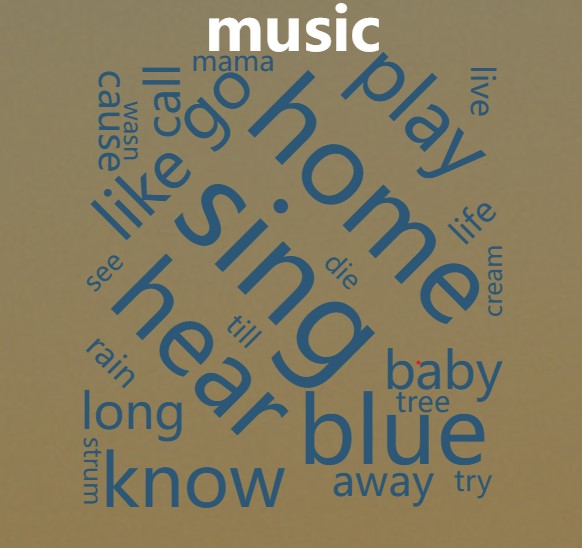 music
mama
live
call
cause
wasn
go
play
home
like
sing
life
see
die
cream
hear
till
rain
baby
tree
long
blue
strum
know
away
try